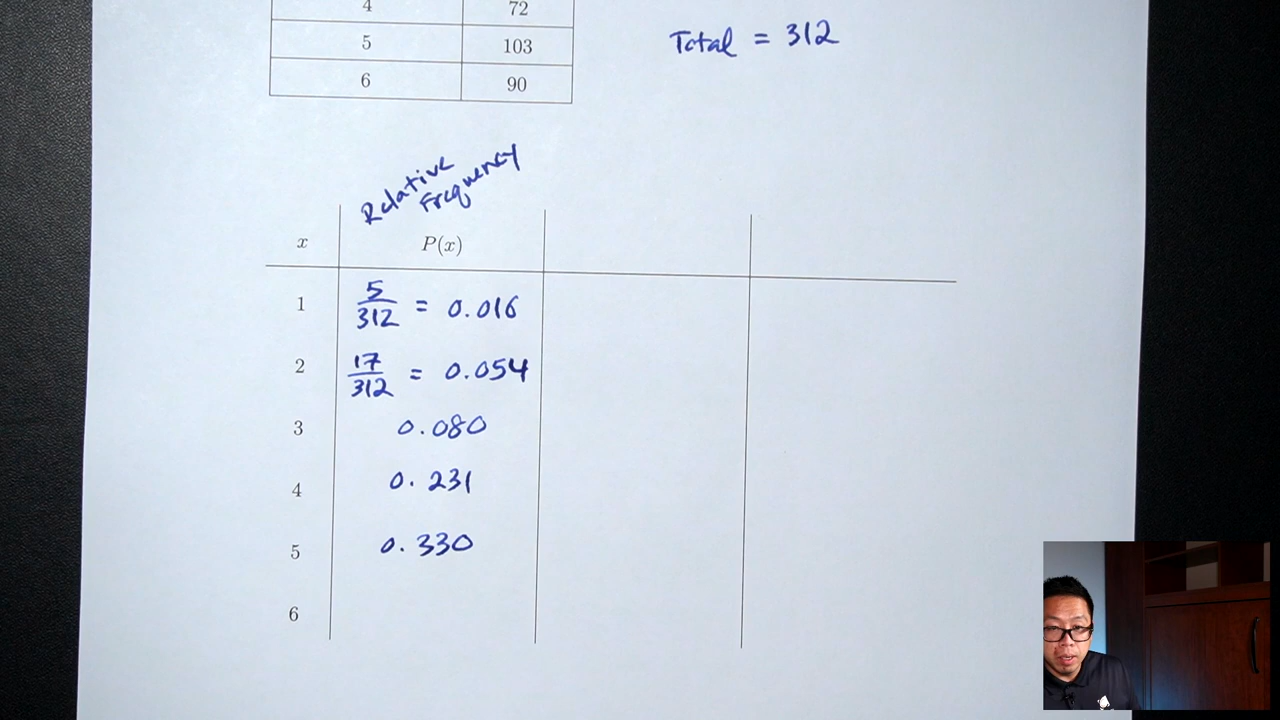 4 72
5 103
6 90
Total = 312
Relative
Frequency
x P(x)
1 5/312 = 0.016
2 17/312 = 0.054
3 0.080
4 0.231
5 0.330
6